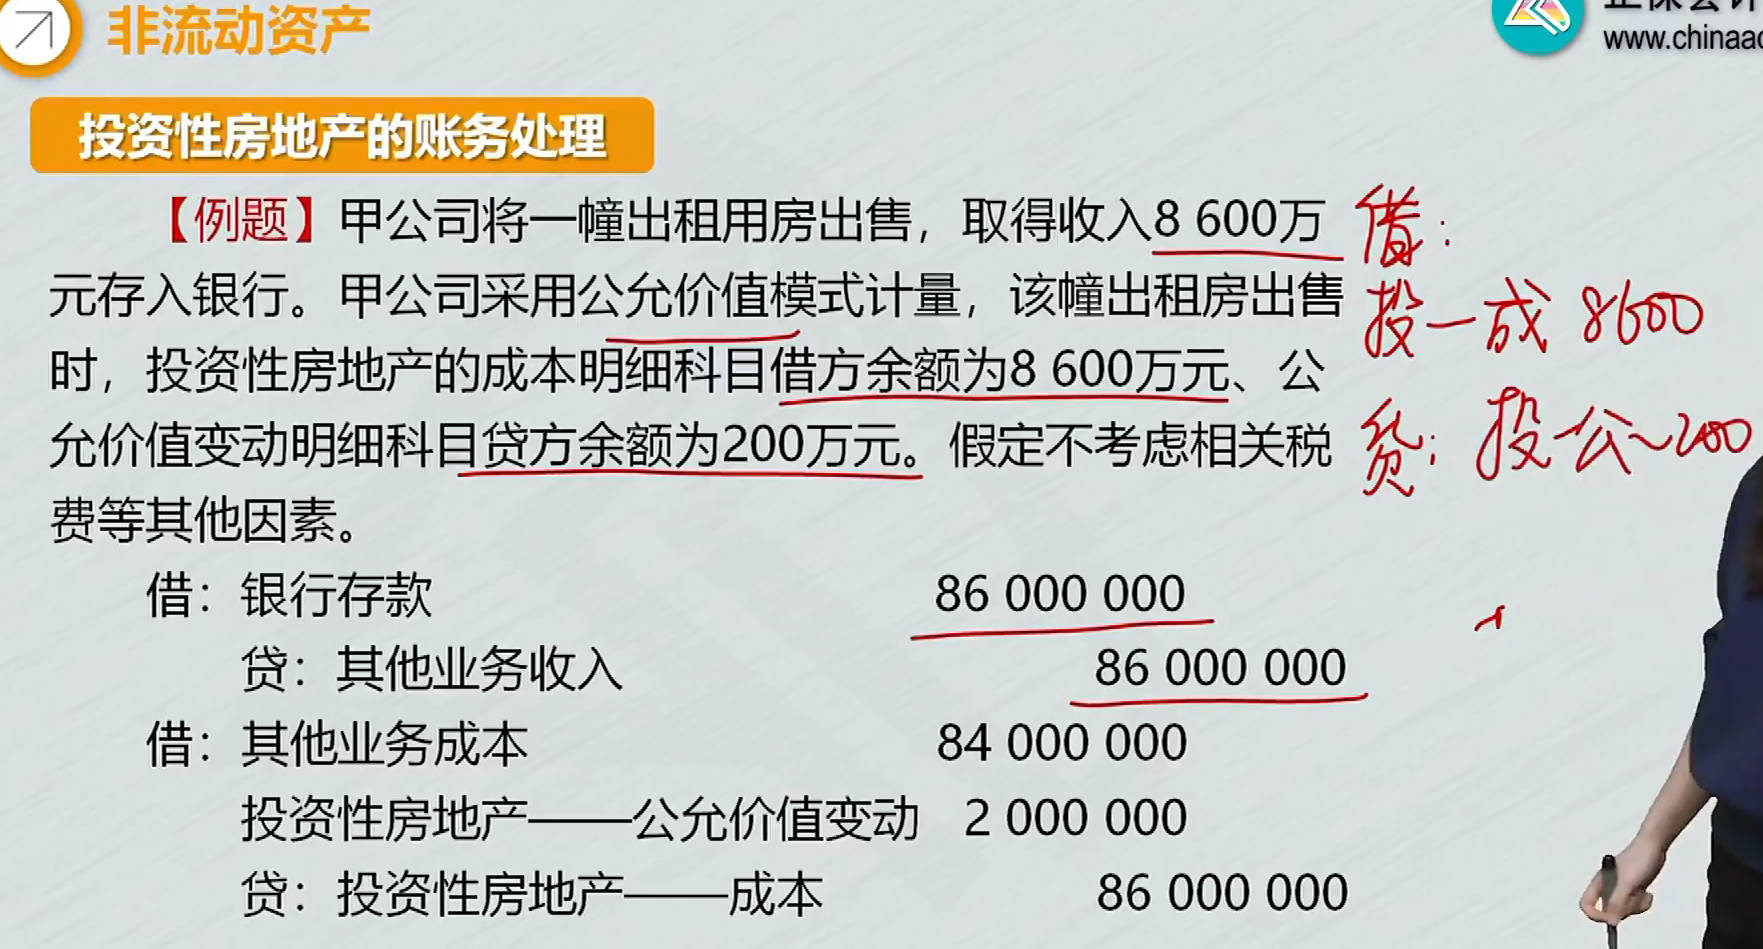 非流动资产
www.chinaac
投资性房地产的账务处理
【例题】甲公司将一幢出租用房出售，取得收入8 600万
元存入银行。甲公司采用公允价值模式计量，该幢出租房出售
时，投资性房地产的成本明细科目借方余额为8 600万元、公
允价值变动明细科目贷方余额为200万元。假定不考虑相关税
费等其他因素。
借：
投—成 8600
贷：投—公~200
借：银行存款 86 000 000
贷：其他业务收入 86 000 000
借：其他业务成本 84 000 000
投资性房地产——公允价值变动 2 000 000
贷：投资性房地产——成本 86 000 000